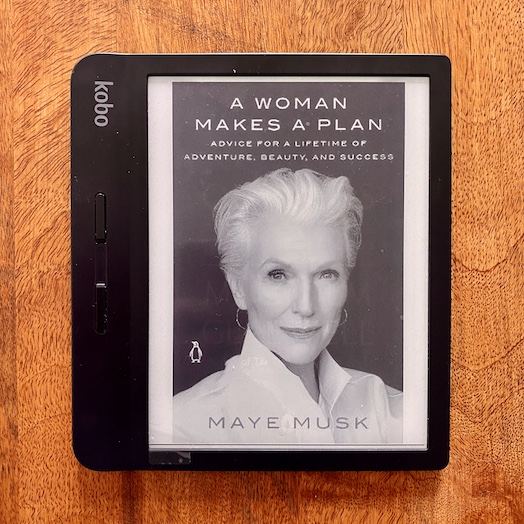 kobo
A WOMAN
MAKES A PLAN
ADVICE FOR A LIFETIME OF
ADVENTURE, BEAUTY, AND SUCCESS
MAYE MUSK